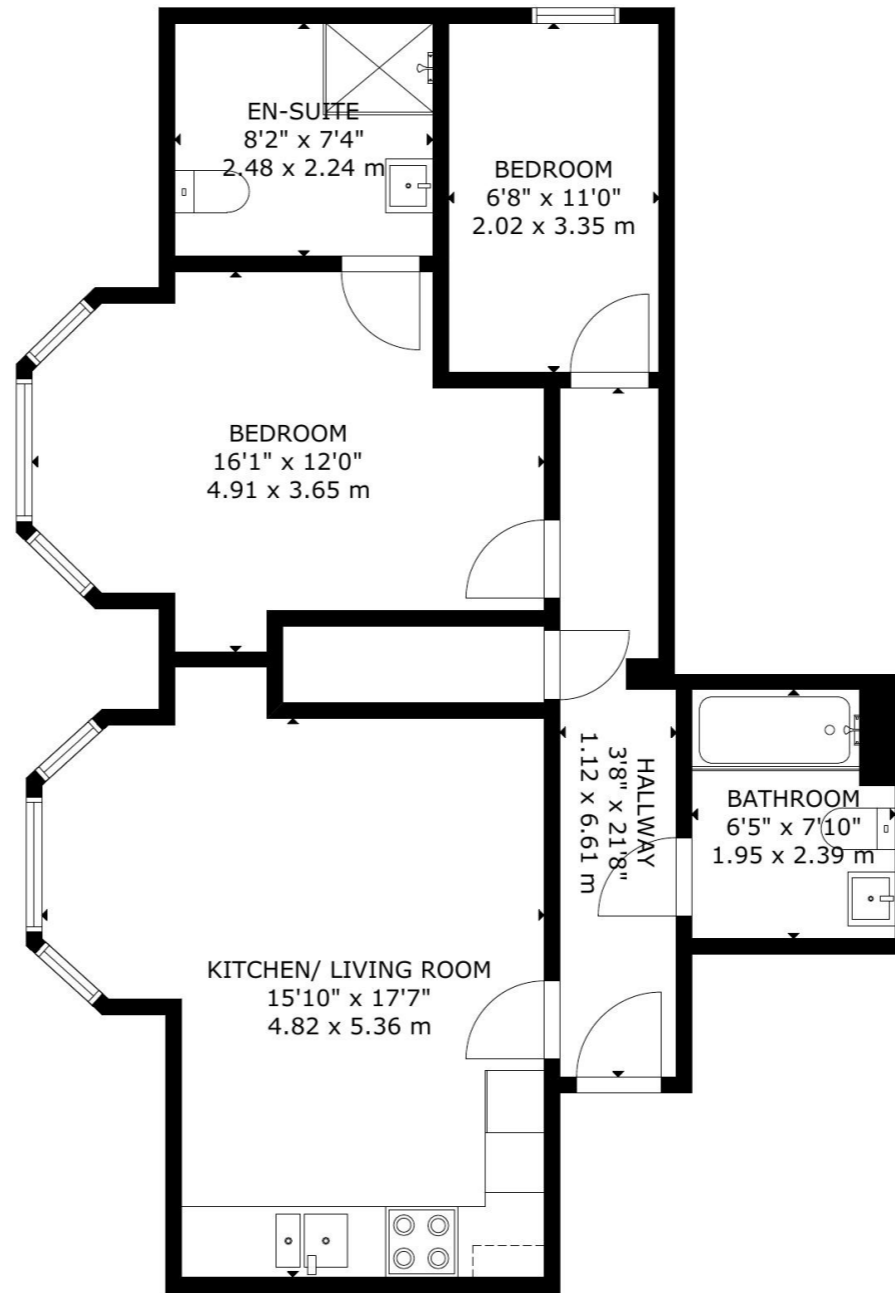 EN-SUITE
8'2" x 7'4"
2.48 x 2.24 m
BEDROOM
6'8" x 11'0"
2.02 x 3.35 m
BEDROOM
16'1" x 12'0"
4.91 x 3.65 m
HALLWAY
3'8" x 21'8"
1.12 x 6.61 m
BATHROOM
6'5" x 7'10"
1.95 x 2.39 m
KITCHEN/ LIVING ROOM
15'10" x 17'7"
4.82 x 5.36 m